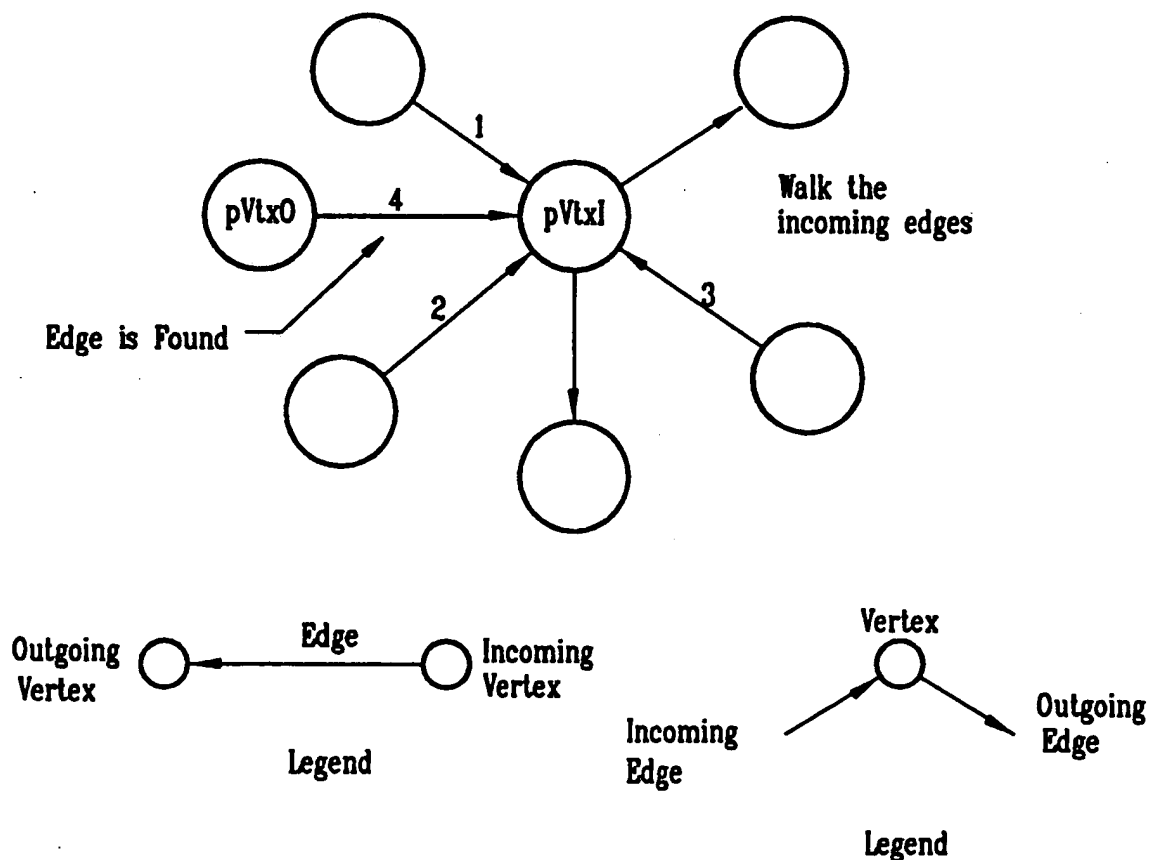 1
pVtxO
4
pVtxI
Walk the
incoming edges
2
3
Edge is Found
Outgoing
Vertex
Edge
Incoming
Vertex
Legend
Vertex
Incoming
Edge
Outgoing
Edge
Legend